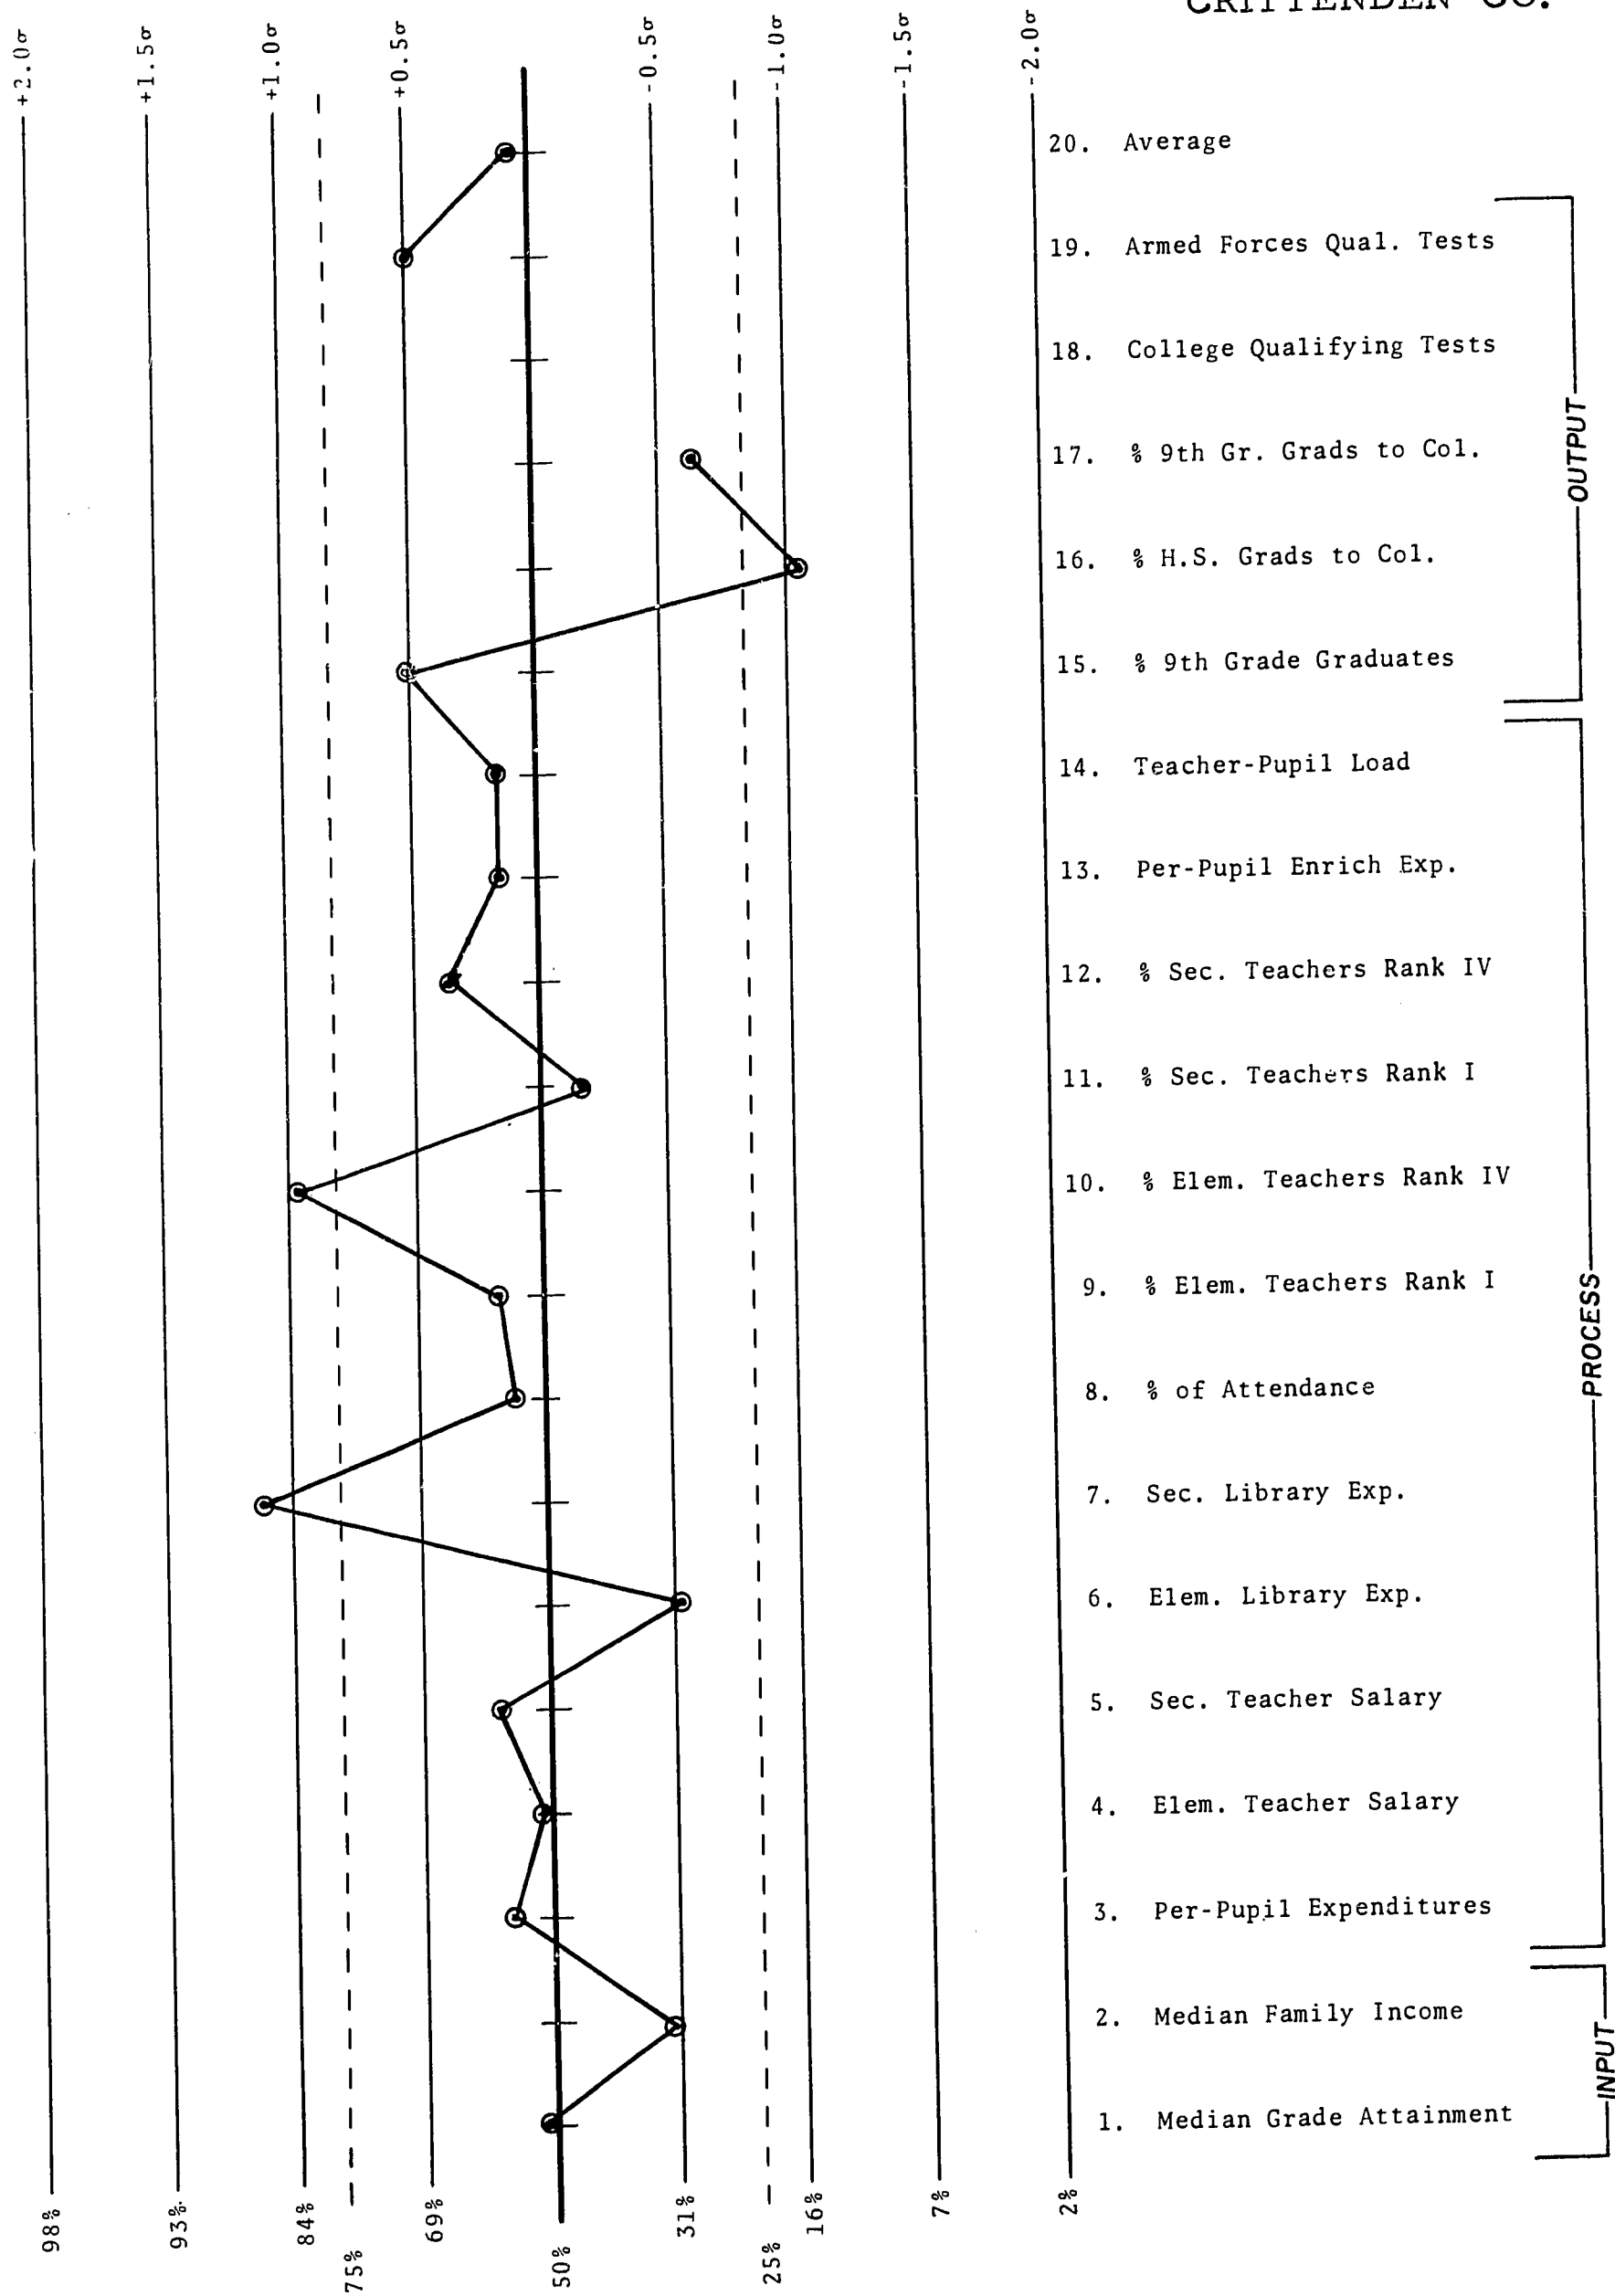 CRITTENDEN CO.
+2.0σ
+1.5σ
+1.0σ
+0.5σ
-0.5σ
-1.0σ
-1.5σ
-2.0σ
20. Average
19. Armed Forces Qual. Tests
18. College Qualifying Tests
17. % 9th Gr. Grads to Col.
16. % H.S. Grads to Col.
15. % 9th Grade Graduates
OUTPUT
14. Teacher-Pupil Load
13. Per-Pupil Enrich Exp.
12. % Sec. Teachers Rank IV
11. % Sec. Teachers Rank I
10. % Elem. Teachers Rank IV
9. % Elem. Teachers Rank I
8. % of Attendance
7. Sec. Library Exp.
6. Elem. Library Exp.
5. Sec. Teacher Salary
4. Elem. Teacher Salary
3. Per-Pupil Expenditures
PROCESS
2. Median Family Income
1. Median Grade Attainment
INPUT
98%
93%
84%
75%
69%
50%
31%
25%
16%
7%
2%